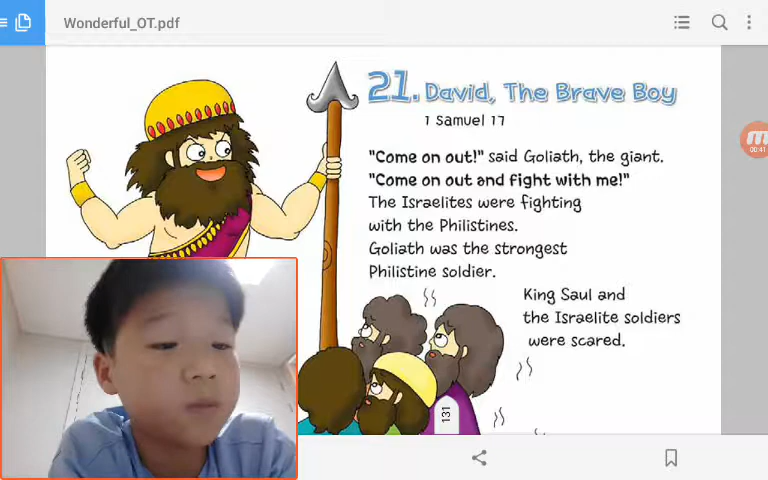 Wonderful_OT.pdf
21. David, The Brave Boy
1 Samuel 17
"Come on out!" said Goliath, the giant.
"Come on out and fight with me!"
The Israelites were fighting
with the Philistines.
Goliath was the strongest
Philistine soldier.
King Saul and
the Israelite soldiers
were scared.
131
00:41